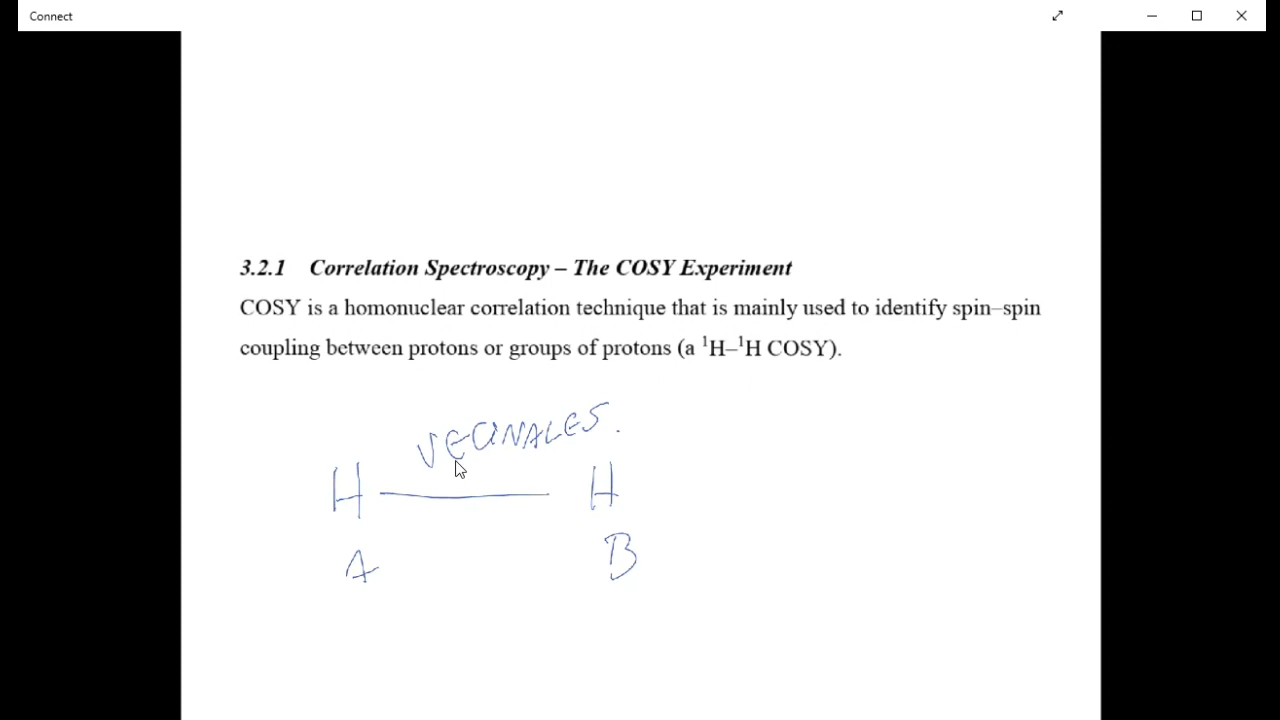 Connect
3.2.1 Correlation Spectroscopy – The COSY Experiment
COSY is a homonuclear correlation technique that is mainly used to identify spin–spin
coupling between protons or groups of protons (a ¹H–¹H COSY).
VECINALES.
H — H
A B